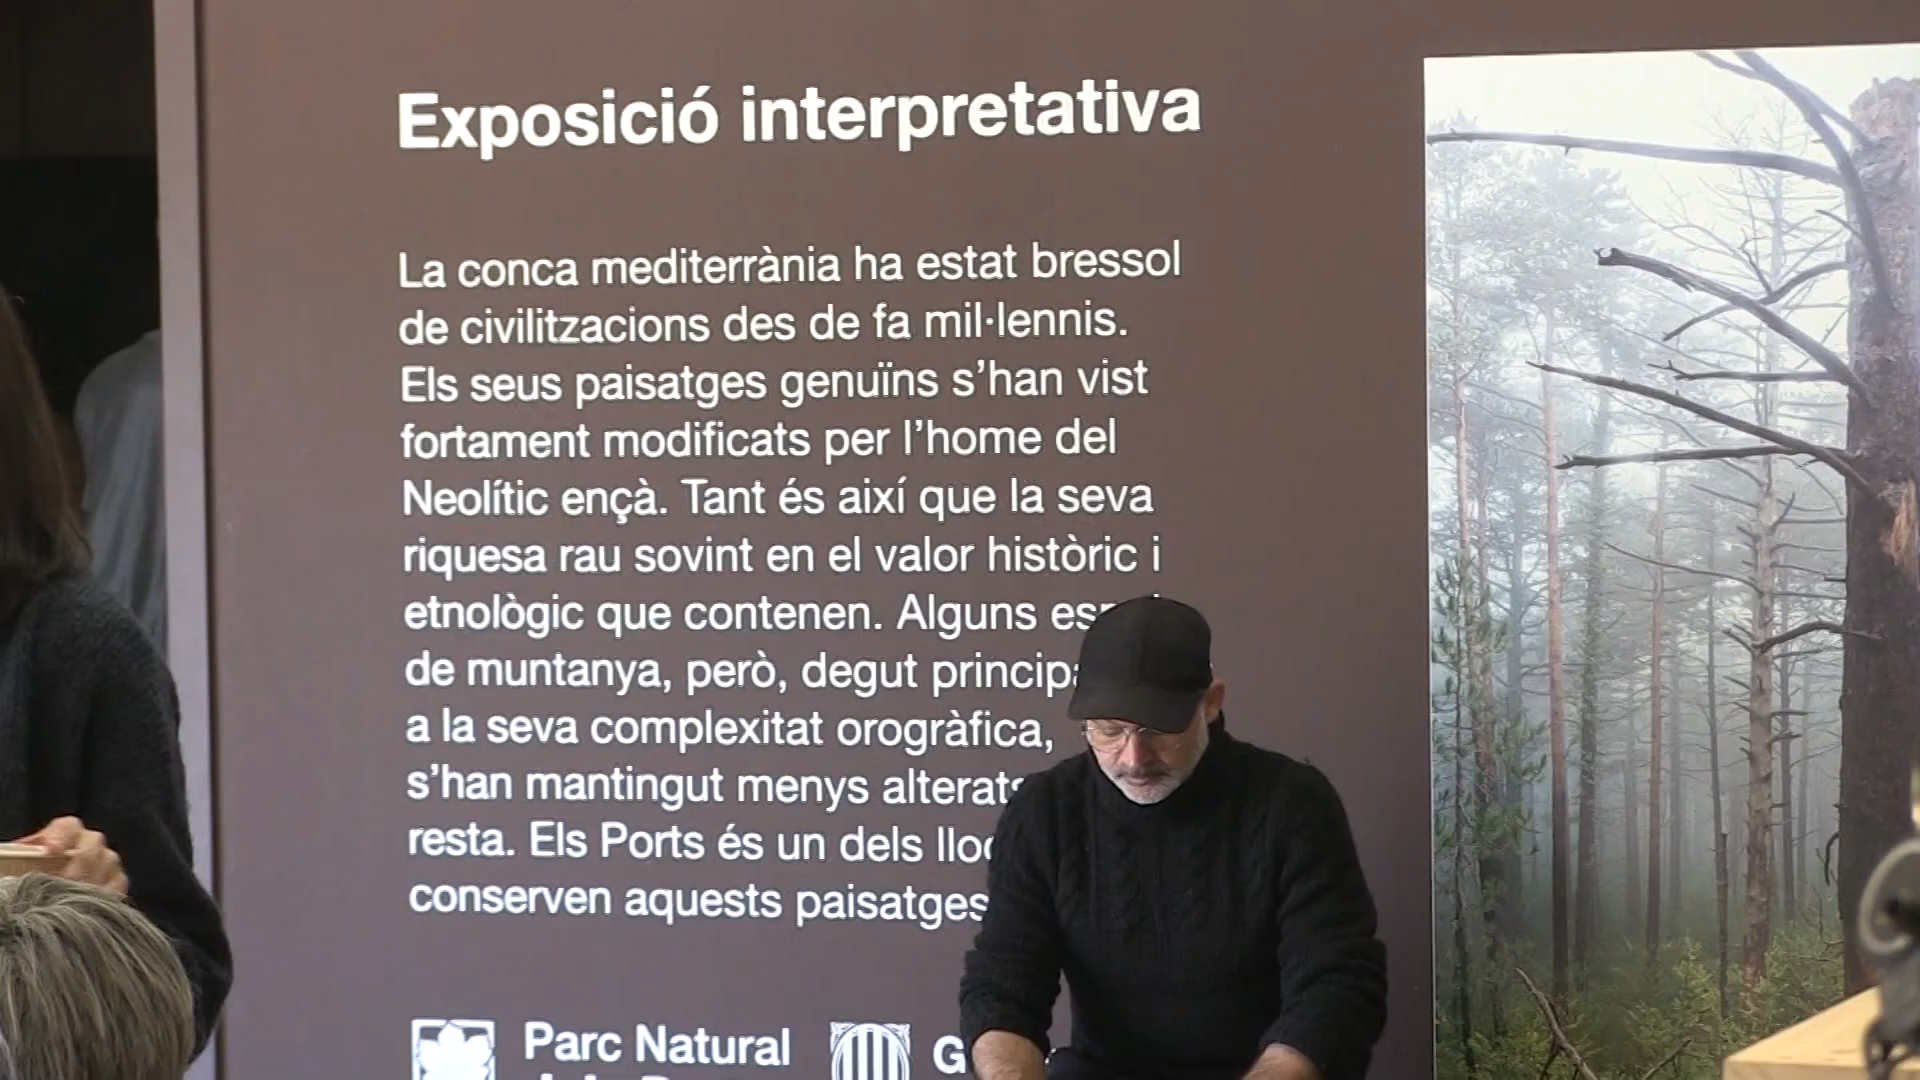 Exposició interpretativa
La conca mediterrània ha estat bressol
de civilitzacions des de fa mil·lennis.
Els seus paisatges genuïns s’han vist
fortament modificats per l’home del
Neolític ençà. Tant és així que la seva
riquesa rau sovint en el valor històric i
etnològic que contenen. Alguns
de muntanya, però, degut
a la seva complexitat orogràfica,
s’han mantingut menys alterats
resta. Els Ports és un dels
conserven aquests paisatges
Parc Natural